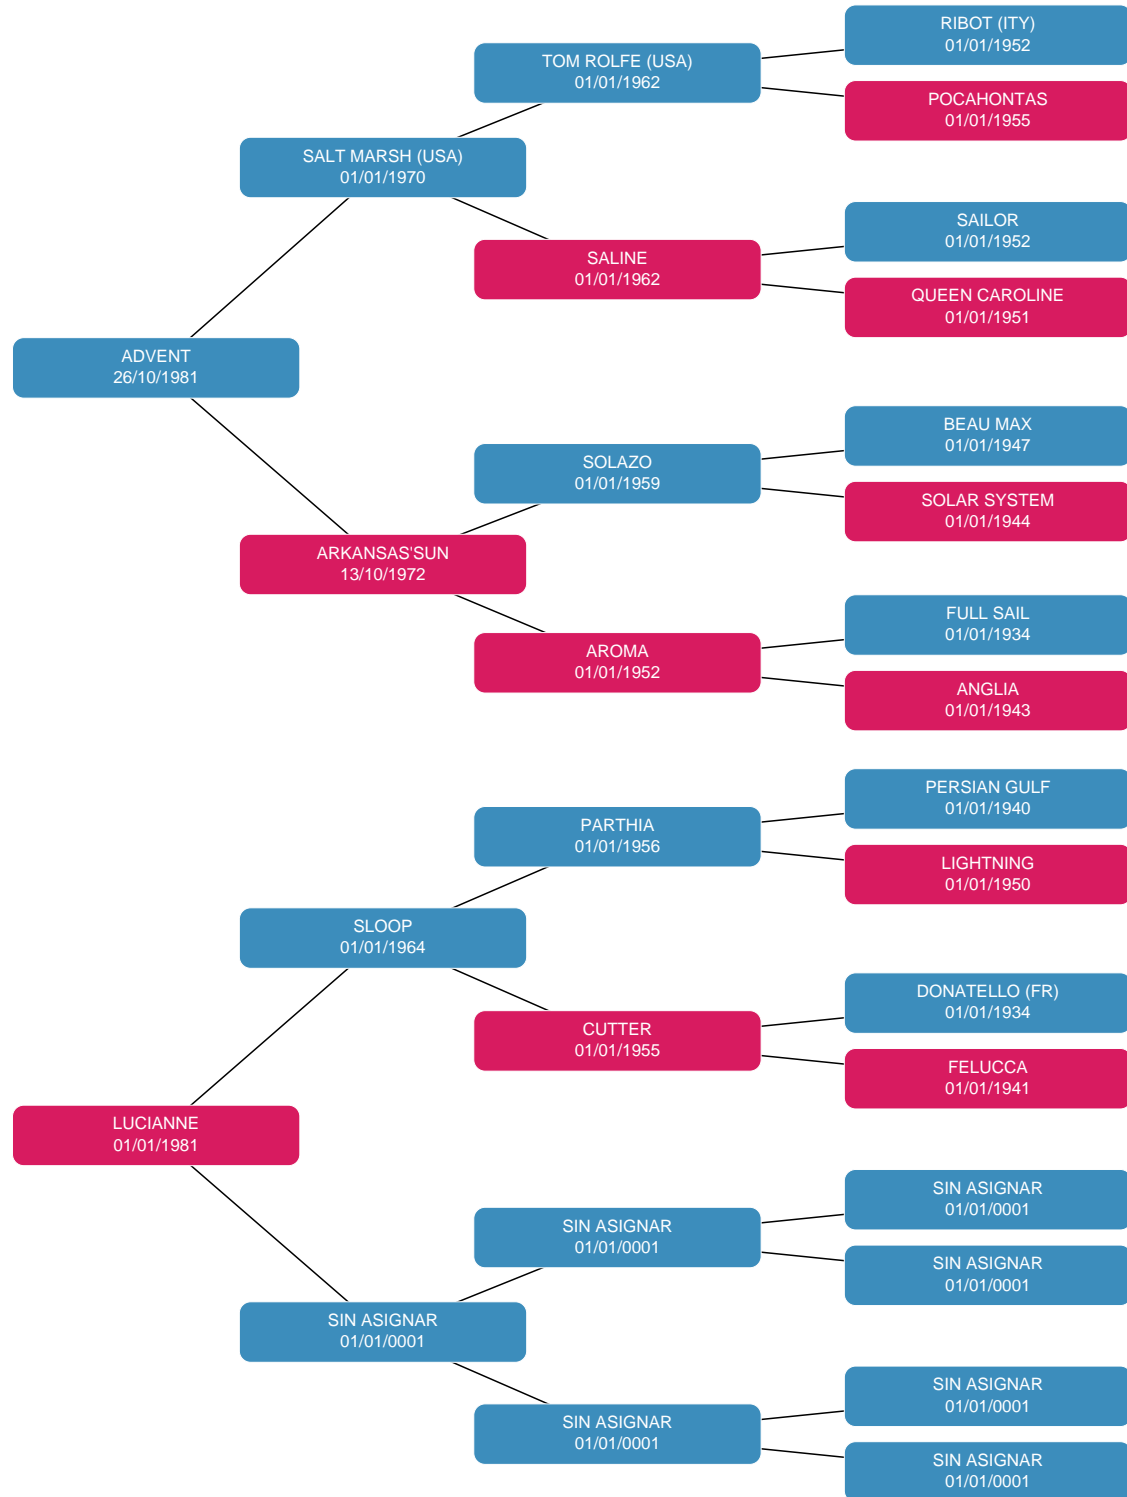 RIBOT (ITY)
01/01/1952
TOM ROLFE (USA)
01/01/1962
POCAHONTAS
01/01/1955
SALT MARSH (USA)
01/01/1970
SAILOR
01/01/1952
SALINE
01/01/1962
QUEEN CAROLINE
01/01/1951
ADVENT
26/10/1981
BEAU MAX
01/01/1947
SOLAZO
01/01/1959
SOLAR SYSTEM
01/01/1944
ARKANSAS'SUN
13/10/1972
FULL SAIL
01/01/1934
AROMA
01/01/1952
ANGLIA
01/01/1943
PERSIAN GULF
01/01/1940
PARTHIA
01/01/1956
LIGHTNING
01/01/1950
SLOOP
01/01/1964
DONATELLO (FR)
01/01/1934
CUTTER
01/01/1955
FELUCCA
01/01/1941
LUCIANNE
01/01/1981
SIN ASIGNAR
01/01/0001
SIN ASIGNAR
01/01/0001
SIN ASIGNAR
01/01/0001
SIN ASIGNAR
01/01/0001
SIN ASIGNAR
01/01/0001
SIN ASIGNAR
01/01/0001
SIN ASIGNAR
01/01/0001